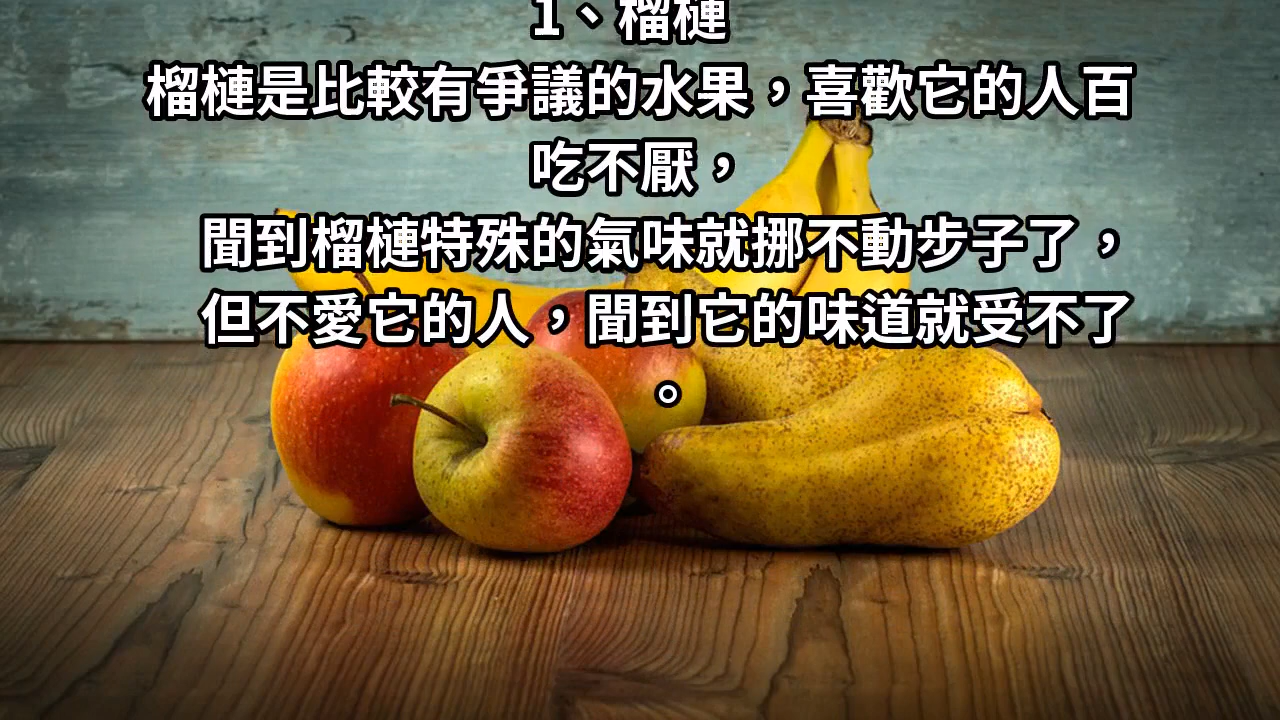 1、榴槤
榴槤是比較有爭議的水果，喜歡它的人百
吃不厭，
聞到榴槤特殊的氣味就挪不動步子了，
但不愛它的人，聞到它的味道就受不了
。